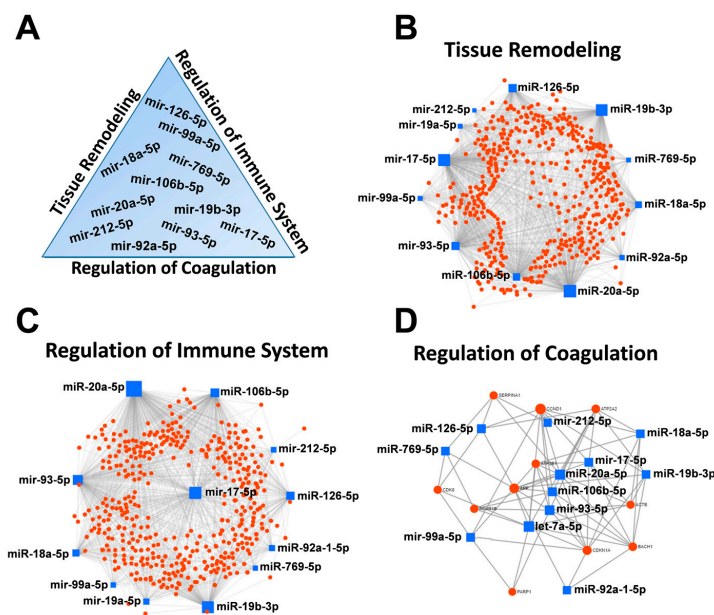 A
Tissue Remodeling
Regulation of Immune System
mir-126-5p
mir-99a-5p
mir-18a-5p
mir-769-5p
mir-106b-5p
mir-20a-5p
mir-19b-3p
mir-212-5p
mir-93-5p
mir-17-5p
mir-92a-5p
Regulation of Coagulation
B
Tissue Remodeling
miR-126-5p
mir-212-5p
miR-19b-3p
mir-19a-5p
mir-17-5p
miR-769-5p
mir-99a-5p
miR-18a-5p
mir-93-5p
miR-92a-5p
miR-106b-5p
miR-20a-5p
C
Regulation of Immune System
miR-20a-5p
miR-106b-5p
miR-212-5p
mir-93-5p
mir-17-5p
miR-126-5p
miR-18a-5p
miR-92a-1-5p
miR-769-5p
mir-99a-5p
mir-19a-5p
miR-19b-3p
D
Regulation of Coagulation
SERPINA1
CCND1
ATP2A2
miR-212-5p
miR-126-5p
miR-18a-5p
miR-769-5p
mir-17-5p
miR-20a-5p
miR-19b-3p
CDK6
miR-106b-5p
mir-93-5p
ACTB
let-7a-5p
mir-99a-5p
CDKN1A
BACH1
PARP1
miR-92a-1-5p